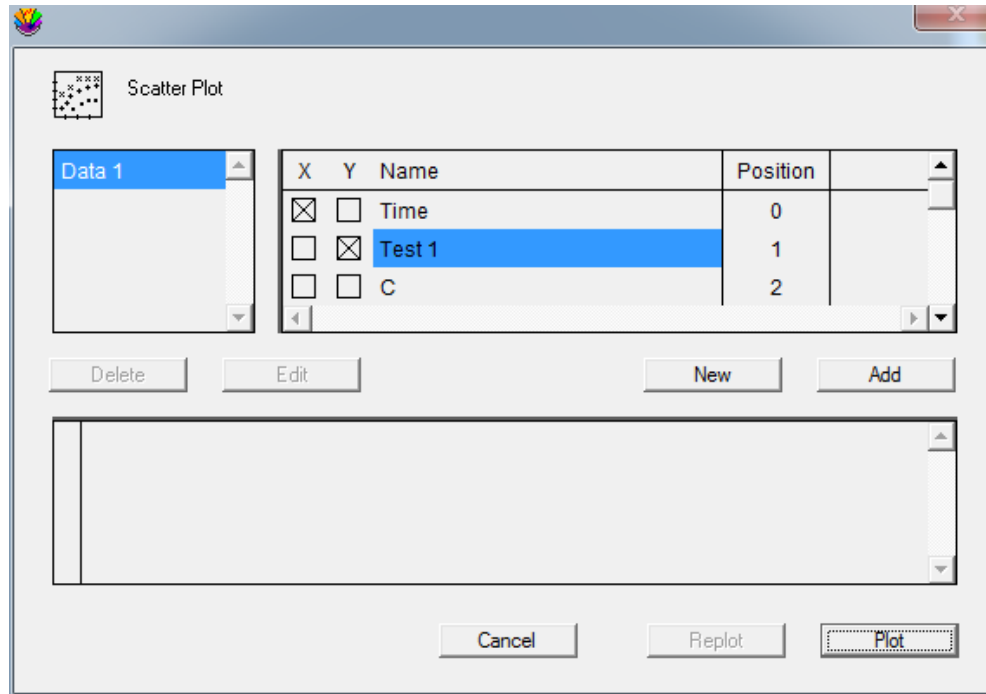 Scatter Plot
Data 1
X Y Name Position
Time 0
Test 1 1
C 2
Delete Edit New Add
Cancel Replot Plot